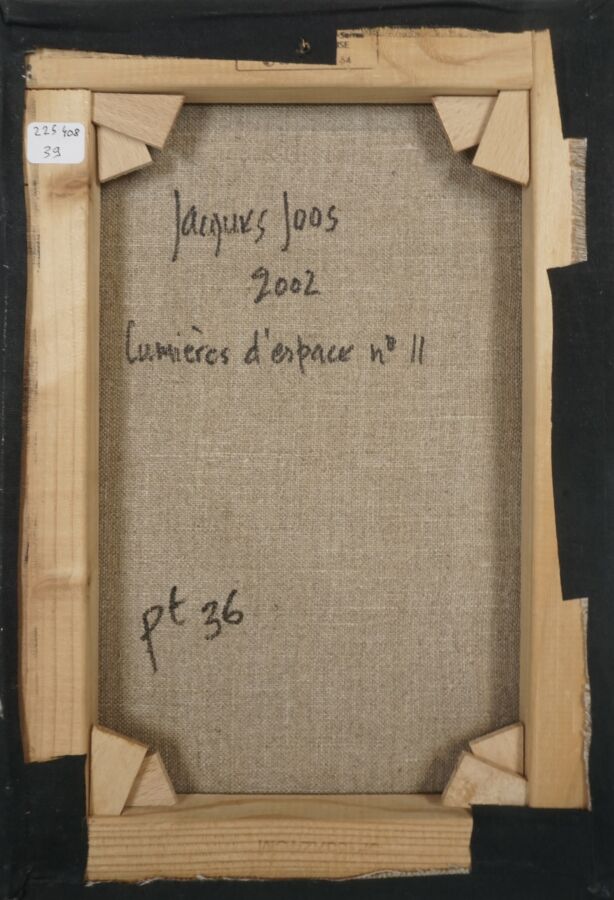 225408
39
Jacques Joos
2002
Lumières d'espace n° 11
pt 36